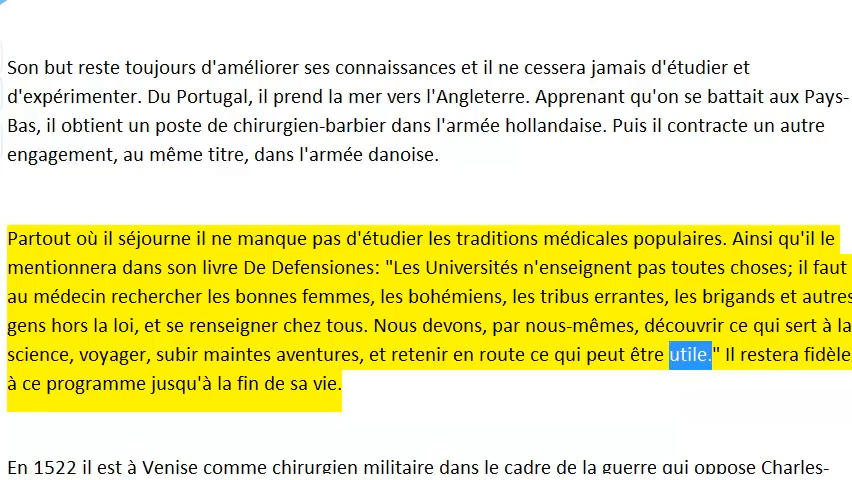 Son but reste toujours d'améliorer ses connaissances et il ne cessera jamais d'étudier et
d'expérimenter. Du Portugal, il prend la mer vers l'Angleterre. Apprenant qu'on se battait aux Pays-
Bas, il obtient un poste de chirurgien-barbier dans l'armée hollandaise. Puis il contracte un autre
engagement, au même titre, dans l'armée danoise.
Partout où il séjourne il ne manque pas d'étudier les traditions médicales populaires. Ainsi qu'il le
mentionnera dans son livre De Defensiones: "Les Universités n'enseignent pas toutes choses; il faut
au médecin rechercher les bonnes femmes, les bohémiens, les tribus errantes, les brigands et autres
gens hors la loi, et se renseigner chez tous. Nous devons, par nous-mêmes, découvrir ce qui sert à la
science, voyager, subir maintes aventures, et retenir en route ce qui peut être utile." Il restera fidèle
à ce programme jusqu'à la fin de sa vie.
En 1522 il est à Venise comme chirurgien militaire dans le cadre de la guerre qui oppose Charles-